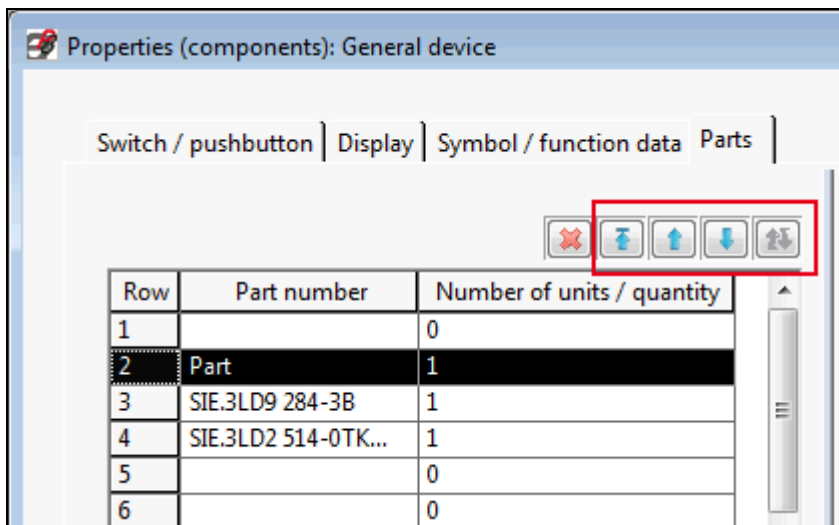 Properties (components): General device
Switch / pushbutton Display Symbol / function data Parts
Row Part number Number of units / quantity
1 0
2 Part 1
3 SIE.3LD9 284-3B 1
4 SIE.3LD2 514-0TK... 1
5 0
6 0